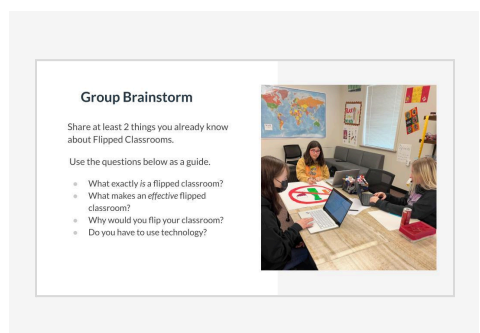 Group Brainstorm
Share at least 2 things you already know
about Flipped Classrooms.
Use the questions below as a guide.
What exactly is a flipped classroom?
What makes an effective flipped
classroom?
Why would you flip your classroom?
Do you have to use technology?